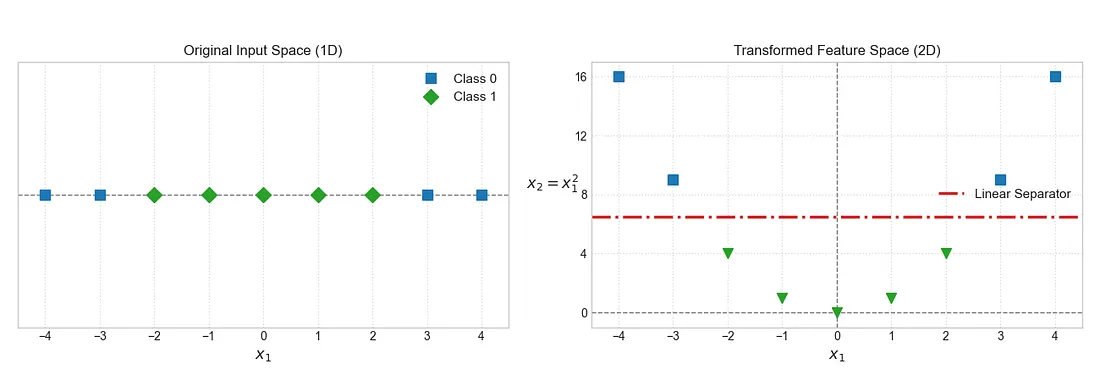 Original Input Space (1D)
Class 0
Class 1
−4 −3 −2 −1 0 1 2 3 4
x₁
Transformed Feature Space (2D)
16
12
x₂ = x₁²
8
Linear Separator
4
0
−4 −3 −2 −1 0 1 2 3 4
x₁